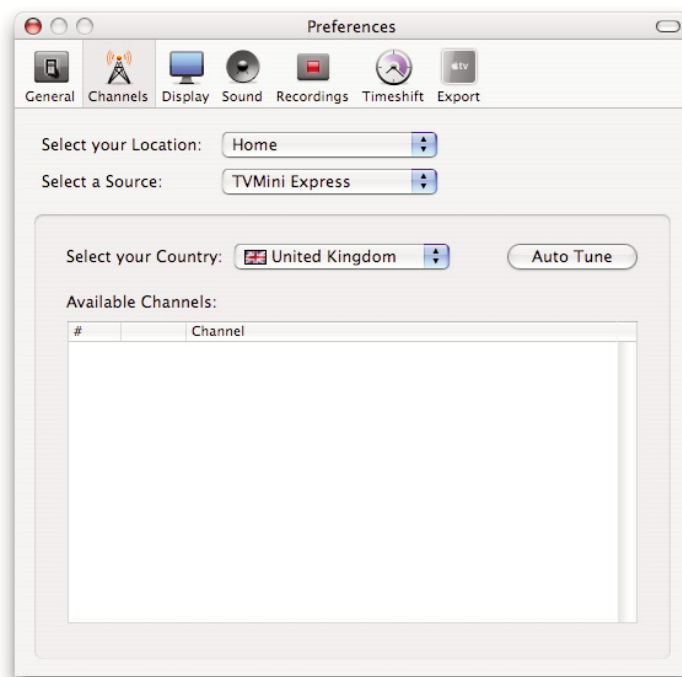 Preferences
General Channels Display Sound Recordings Timeshift Export
tv
Select your Location: Home
Select a Source: TVMini Express
Select your Country: United Kingdom Auto Tune
Available Channels:
# Channel